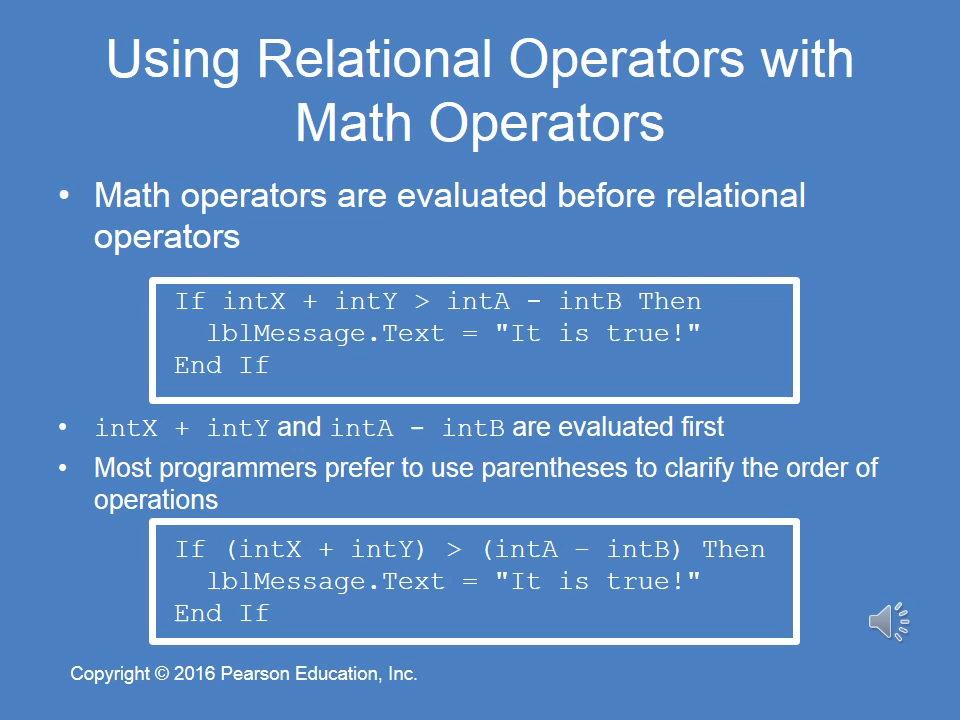 Using Relational Operators with
Math Operators
• Math operators are evaluated before relational
operators
If intX + intY > intA - intB Then
  lblMessage.Text = "It is true!"
End If
• intX + intY and intA - intB are evaluated first
• Most programmers prefer to use parentheses to clarify the order of
operations
If (intX + intY) > (intA – intB) Then
  lblMessage.Text = "It is true!"
End If
Copyright © 2016 Pearson Education, Inc.